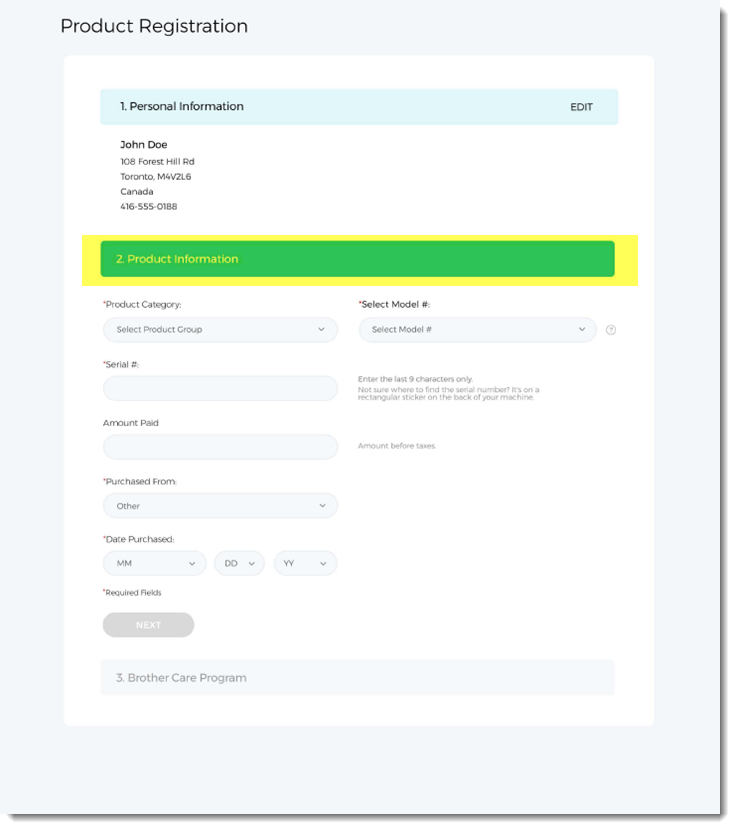 Product Registration
1. Personal Information EDIT
John Doe
108 Forest Hill Rd
Toronto, M4V2L6
Canada
416-555-0188
2. Product Information
*Product Category: *Select Model #:
Select Product Group Select Model # ?
*Serial #:
Enter the last 9 characters only.
Not sure where to find the serial number? It's on a
rectangular sticker on the back of your machine.
Amount Paid
Amount before taxes.
*Purchased From:
Other
*Date Purchased:
MM DD YY
*Required Fields
NEXT
3. Brother Care Program